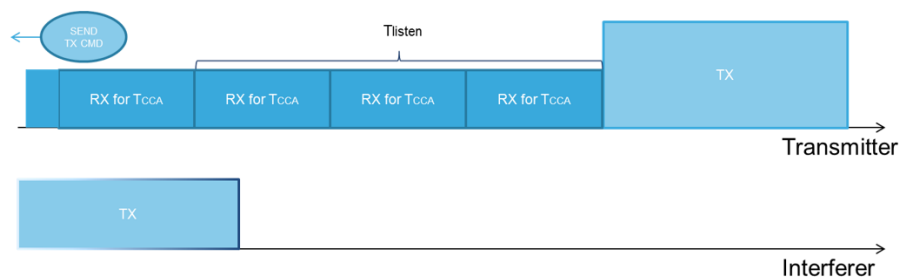 SEND
TX CMD
Tlisten
RX for TCCA
RX for TCCA
RX for TCCA
RX for TCCA
TX
Transmitter
TX
Interferer